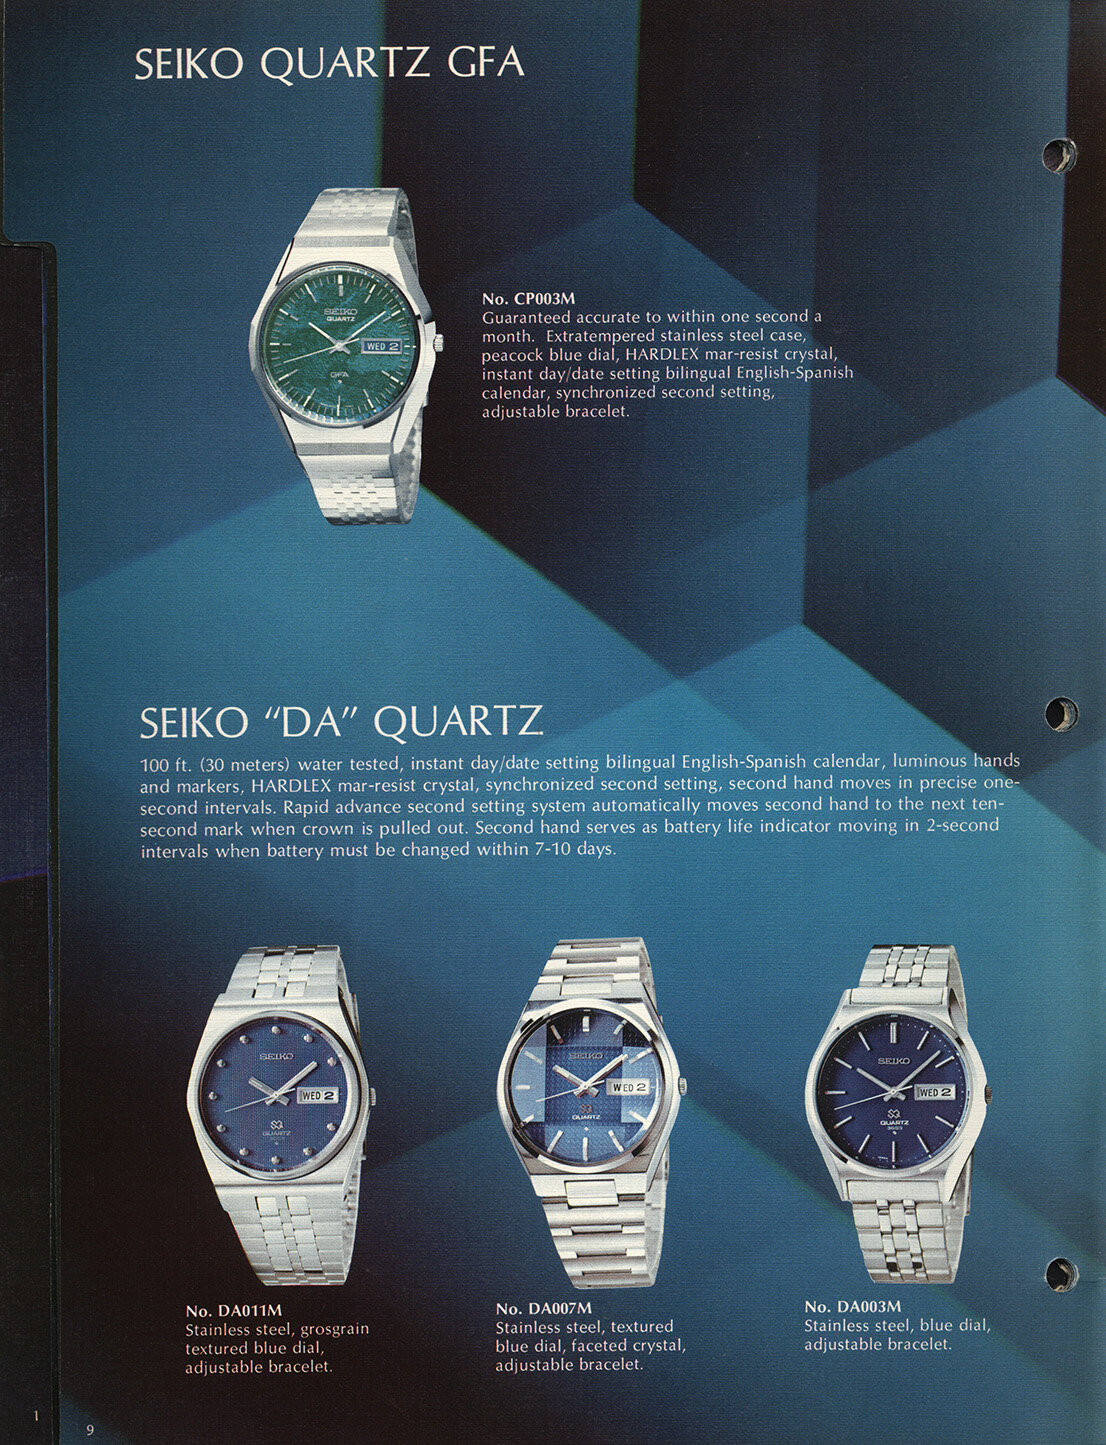 SEIKO QUARTZ GFA
SEIKO
QUARTZ
WED 2
GFA
No. CP003M
Guaranteed accurate to within one second a
month. Extratempered stainless steel case,
peacock blue dial, HARDLEX mar-resist crystal,
instant day/date setting bilingual English-Spanish
calendar, synchronized second setting,
adjustable bracelet.
SEIKO "DA" QUARTZ
100 ft. (30 meters) water tested, instant day/date setting bilingual English-Spanish calendar, luminous hands
and markers, HARDLEX mar-resist crystal, synchronized second setting, second hand moves in precise one-
second intervals. Rapid advance second setting system automatically moves second hand to the next ten-
second mark when crown is pulled out. Second hand serves as battery life indicator moving in 2-second
intervals when battery must be changed within 7-10 days.
SEIKO
WED 2
SQ
QUARTZ
No. DA011M
Stainless steel, grosgrain
textured blue dial,
adjustable bracelet.
SEIKO
WED 2
SQ
QUARTZ
No. DA007M
Stainless steel, textured
blue dial, faceted crystal,
adjustable bracelet.
SEIKO
WED 2
SQ
QUARTZ
No. DA003M
Stainless steel, blue dial,
adjustable bracelet.
1
9